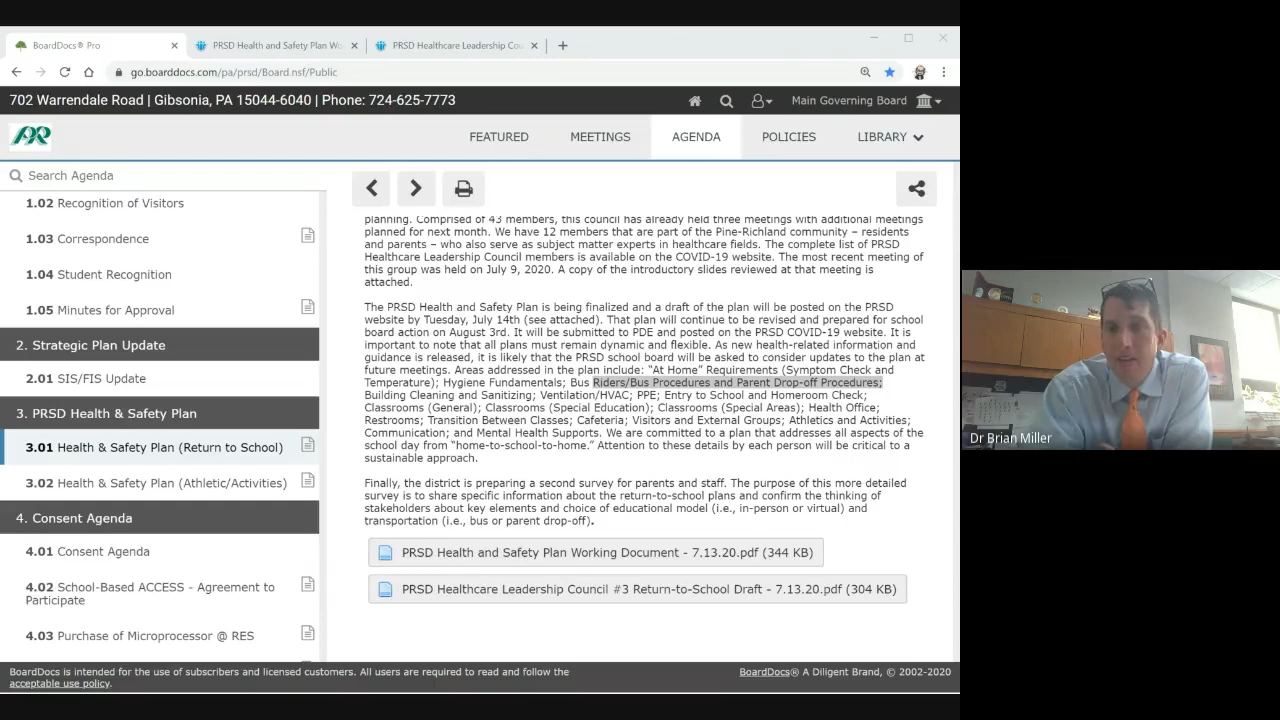 BoardDocs® Pro
PRSD Health and Safety Plan Wo
PRSD Healthcare Leadership Cou
go.boarddocs.com/pa/prsd/Board.nsf/Public
702 Warrendale Road | Gibsonia, PA 15044-6040 | Phone: 724-625-7773
Main Governing Board
PR
FEATURED
MEETINGS
AGENDA
POLICIES
LIBRARY
Search Agenda
1.02 Recognition of Visitors
1.03 Correspondence
1.04 Student Recognition
1.05 Minutes for Approval
2. Strategic Plan Update
2.01 SIS/FIS Update
3. PRSD Health & Safety Plan
3.01 Health & Safety Plan (Return to School)
3.02 Health & Safety Plan (Athletic/Activities)
4. Consent Agenda
4.01 Consent Agenda
4.02 School-Based ACCESS - Agreement to
Participate
4.03 Purchase of Microprocessor @ RES
planning. Comprised of 43 members, this council has already held three meetings with additional meetings
planned for next month. We have 12 members that are part of the Pine-Richland community – residents
and parents – who also serve as subject matter experts in healthcare fields. The complete list of PRSD
Healthcare Leadership Council members is available on the COVID-19 website. The most recent meeting of
this group was held on July 9, 2020. A copy of the introductory slides reviewed at that meeting is
attached.
The PRSD Health and Safety Plan is being finalized and a draft of the plan will be posted on the PRSD
website by Tuesday, July 14th (see attached). That plan will continue to be revised and prepared for school
board action on August 3rd. It will be submitted to PDE and posted on the PRSD COVID-19 website. It is
important to note that all plans must remain dynamic and flexible. As new health-related information and
guidance is released, it is likely that the PRSD school board will be asked to consider updates to the plan at
future meetings. Areas addressed in the plan include: “At Home” Requirements (Symptom Check and
Temperature); Hygiene Fundamentals; Bus Riders/Bus Procedures and Parent Drop-off Procedures;
Building Cleaning and Sanitizing; Ventilation/HVAC; PPE; Entry to School and Homeroom Check;
Classrooms (General); Classrooms (Special Education); Classrooms (Special Areas); Health Office;
Restrooms; Transition Between Classes; Cafeteria; Visitors and External Groups; Athletics and Activities;
Communication; and Mental Health Supports. We are committed to a plan that addresses all aspects of the
school day from “home-to-school-to-home.” Attention to these details by each person will be critical to a
sustainable approach.
Finally, the district is preparing a second survey for parents and staff. The purpose of this more detailed
survey is to share specific information about the return-to-school plans and confirm the thinking of
stakeholders about key elements and choice of educational model (i.e., in-person or virtual) and
transportation (i.e., bus or parent drop-off).
PRSD Health and Safety Plan Working Document - 7.13.20.pdf (344 KB)
PRSD Healthcare Leadership Council #3 Return-to-School Draft - 7.13.20.pdf (304 KB)
BoardDocs is intended for the use of subscribers and licensed customers. All users are required to read and follow the
acceptable use policy.
BoardDocs® A Diligent Brand, © 2002-2020
Dr Brian Miller